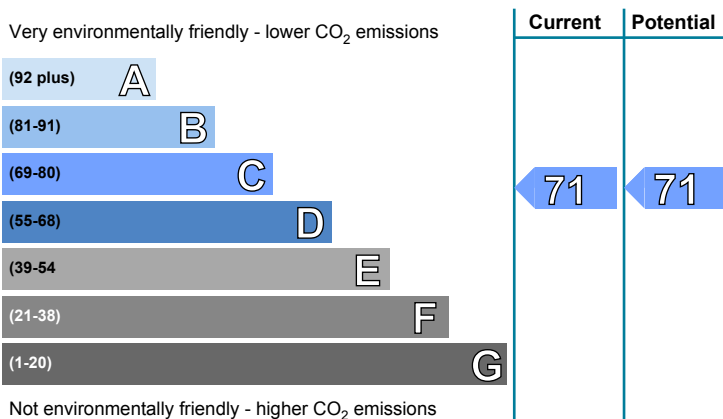 Very environmentally friendly - lower CO2 emissions
Current
Potential
(92 plus) A
(81-91) B
(69-80) C
71
71
(55-68) D
(39-54 E
(21-38) F
(1-20) G
Not environmentally friendly - higher CO2 emissions